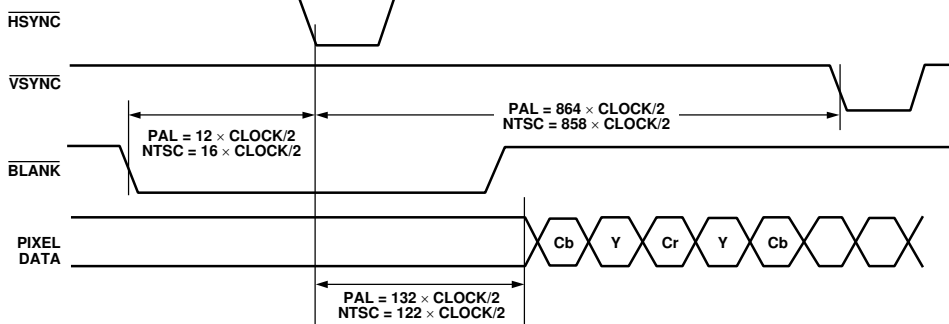 HSYNC
VSYNC
PAL = 864 × CLOCK/2
NTSC = 858 × CLOCK/2
PAL = 12 × CLOCK/2
NTSC = 16 × CLOCK/2
BLANK
PIXEL
DATA
Cb Y Cr Y Cb
PAL = 132 × CLOCK/2
NTSC = 122 × CLOCK/2